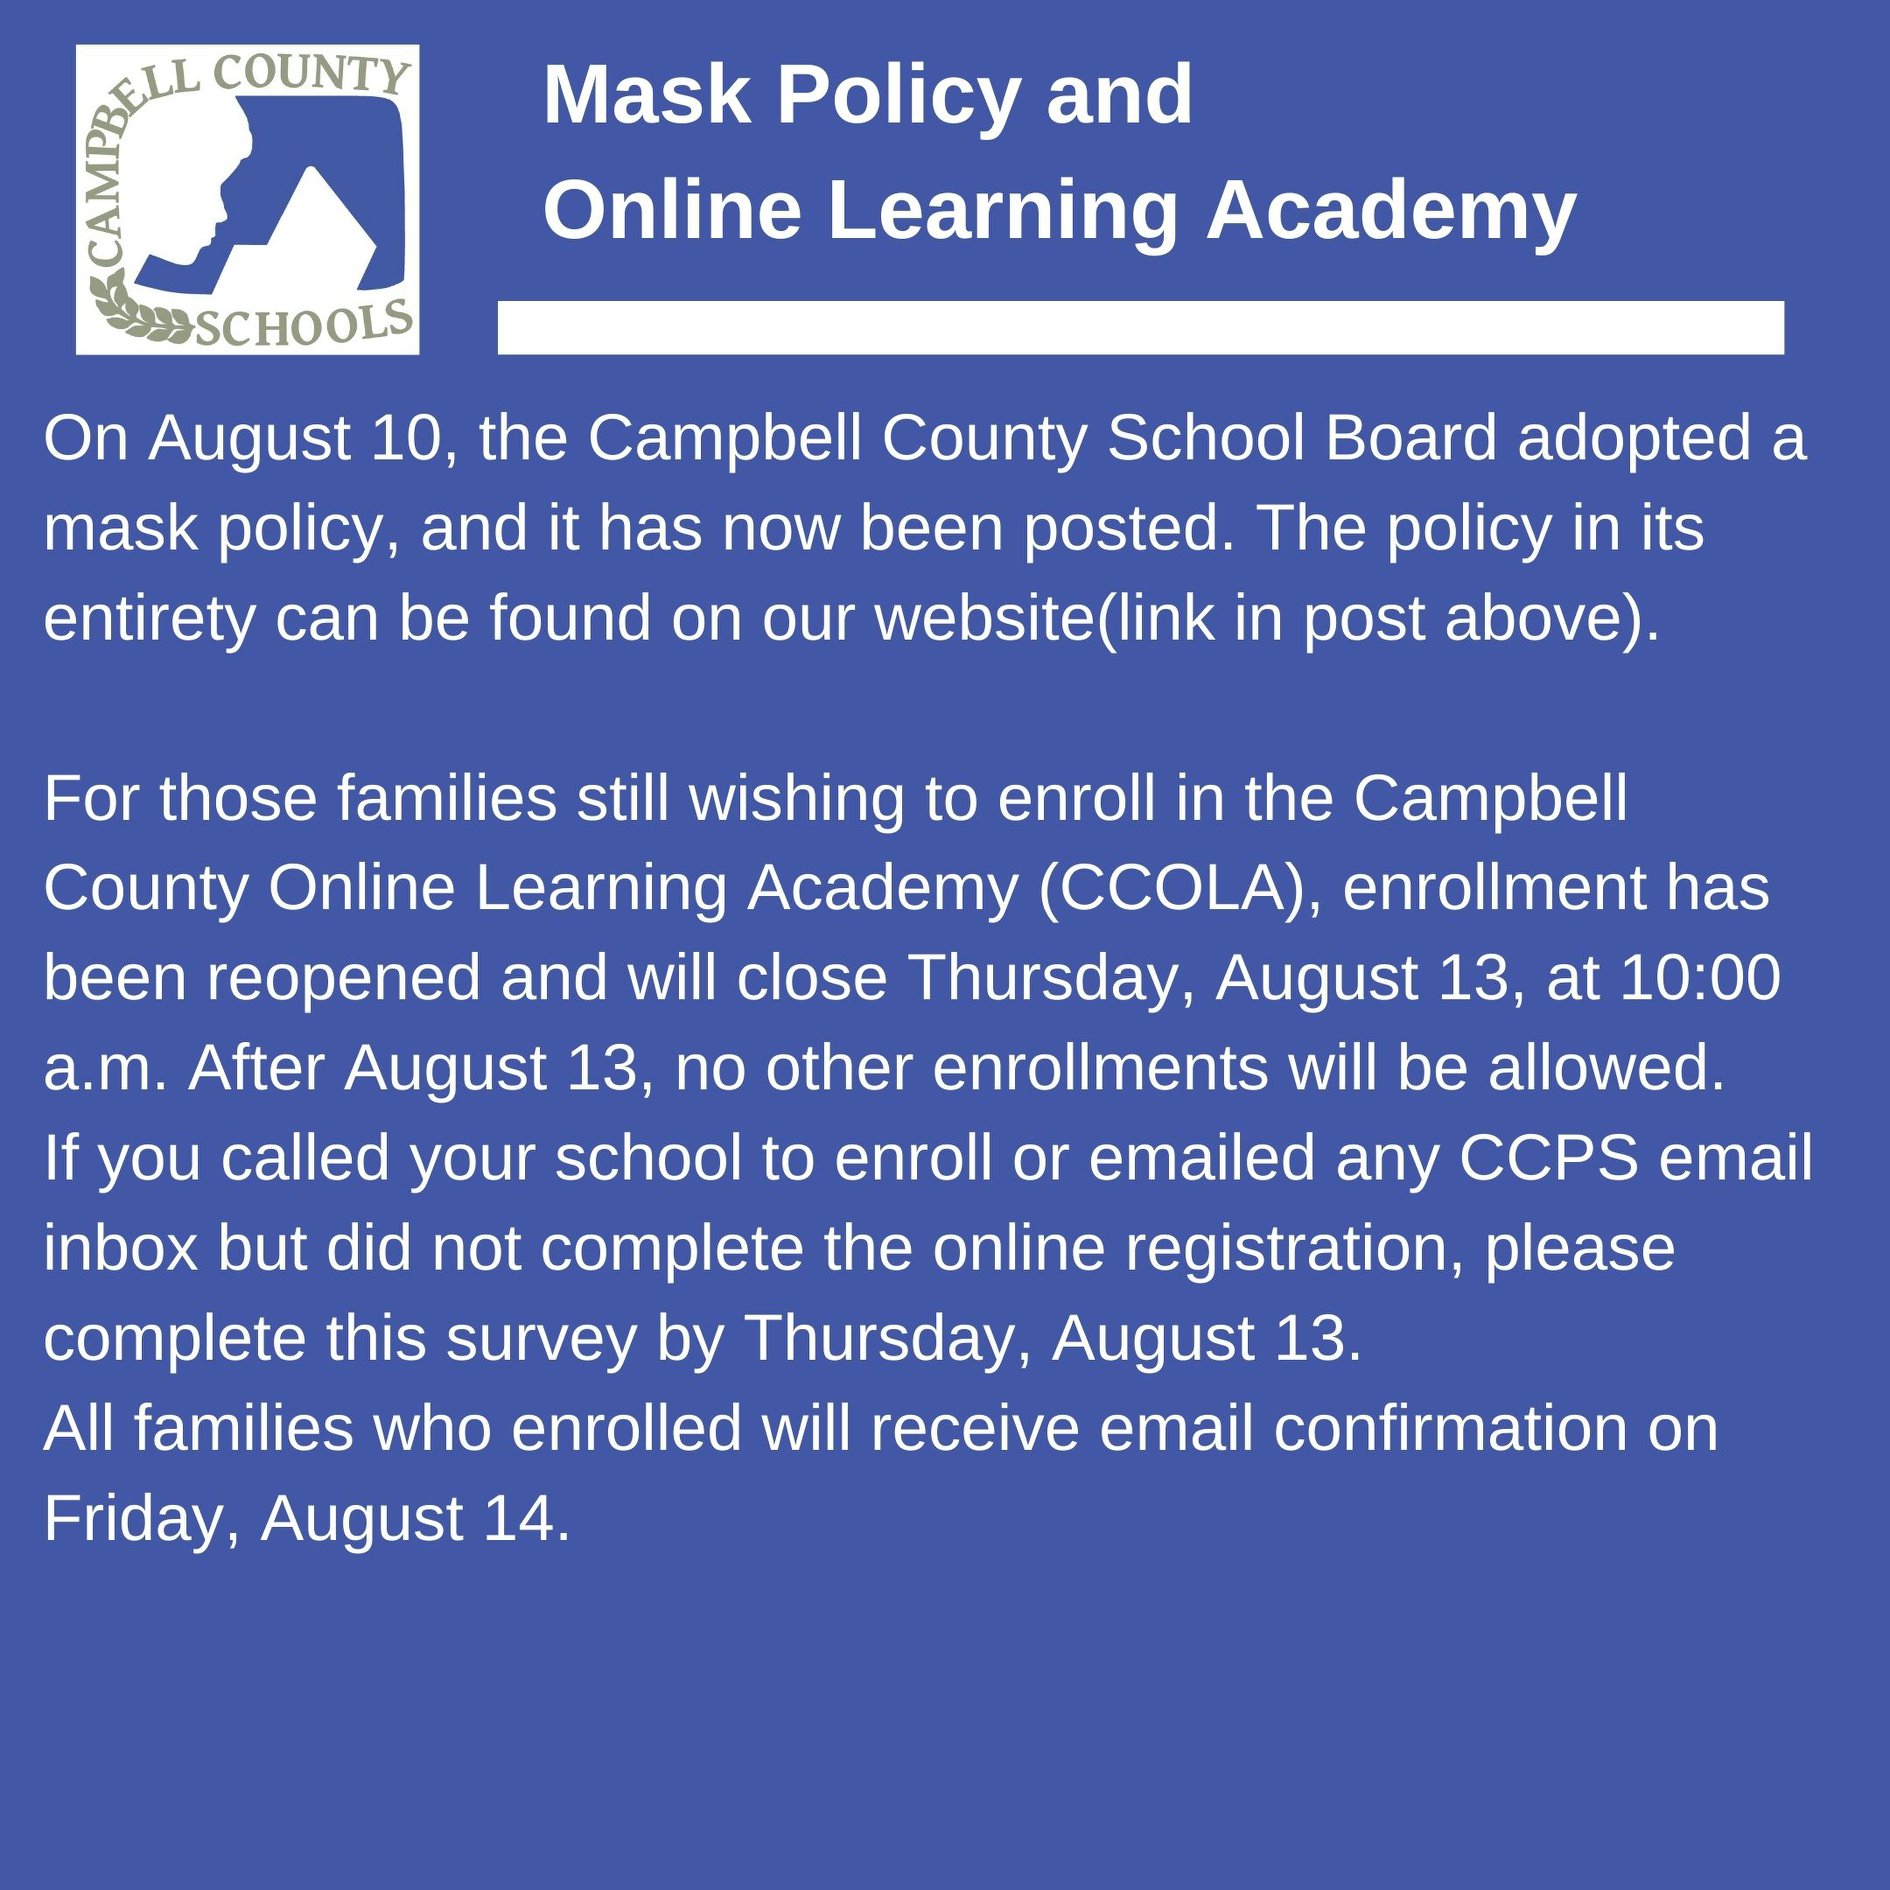 CAMPBELL COUNTY
SCHOOLS
Mask Policy and
Online Learning Academy
On August 10, the Campbell County School Board adopted a
mask policy, and it has now been posted. The policy in its
entirety can be found on our website(link in post above).
For those families still wishing to enroll in the Campbell
County Online Learning Academy (CCOLA), enrollment has
been reopened and will close Thursday, August 13, at 10:00
a.m. After August 13, no other enrollments will be allowed.
If you called your school to enroll or emailed any CCPS email
inbox but did not complete the online registration, please
complete this survey by Thursday, August 13.
All families who enrolled will receive email confirmation on
Friday, August 14.